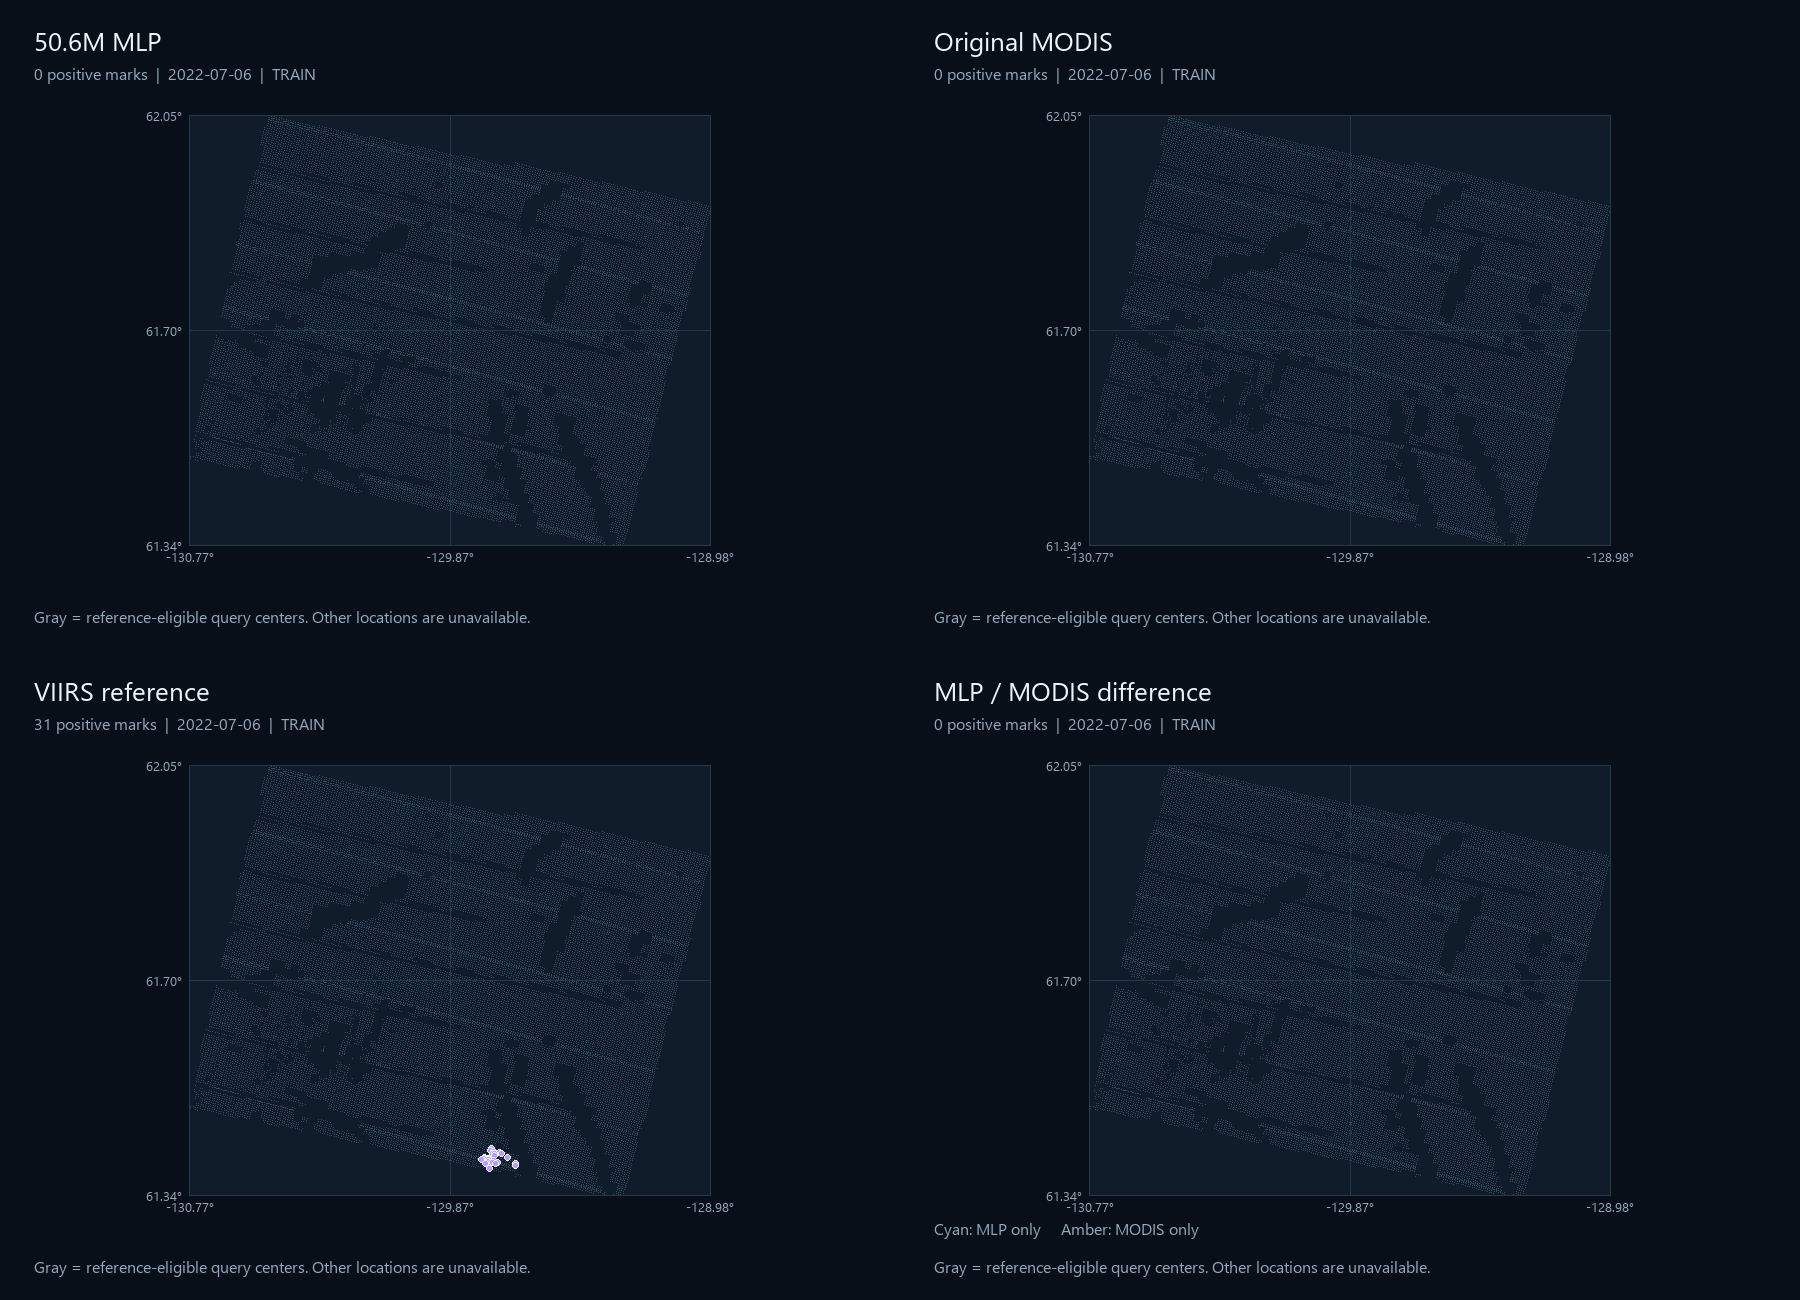 50.6M MLP
0 positive marks | 2022-07-06 | TRAIN
62.05°
61.70°
61.34°
-130.77°
-129.87°
-128.98°
Gray = reference-eligible query centers. Other locations are unavailable.
Original MODIS
0 positive marks | 2022-07-06 | TRAIN
62.05°
61.70°
61.34°
-130.77°
-129.87°
-128.98°
Gray = reference-eligible query centers. Other locations are unavailable.
VIIRS reference
31 positive marks | 2022-07-06 | TRAIN
62.05°
61.70°
61.34°
-130.77°
-129.87°
-128.98°
Gray = reference-eligible query centers. Other locations are unavailable.
MLP / MODIS difference
0 positive marks | 2022-07-06 | TRAIN
62.05°
61.70°
61.34°
-130.77°
-129.87°
-128.98°
Cyan: MLP only Amber: MODIS only
Gray = reference-eligible query centers. Other locations are unavailable.